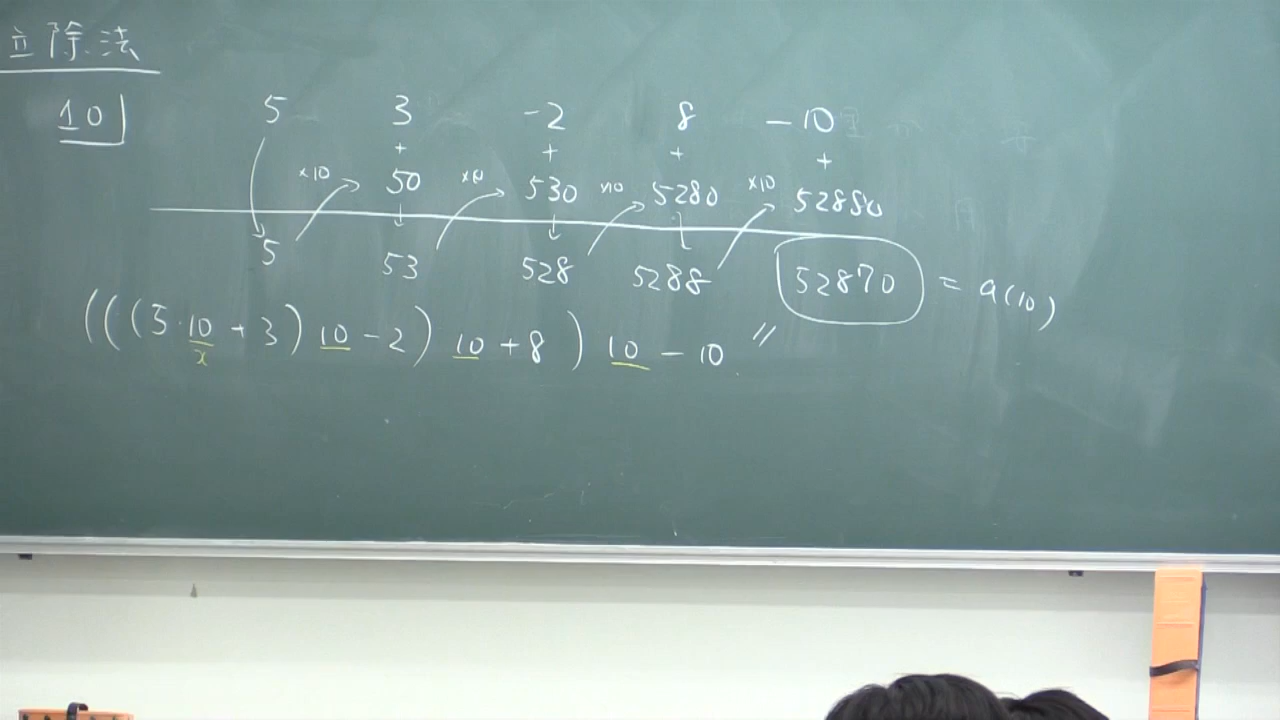 立除法
10
5 3 -2 8 -10
+ + + +
×10 50 ×10 530 ×10 5280 ×10 52880
5 53 528 5288 52870 = a(10)
(((5·10+3)10-2)10+8)10-10 〃
x